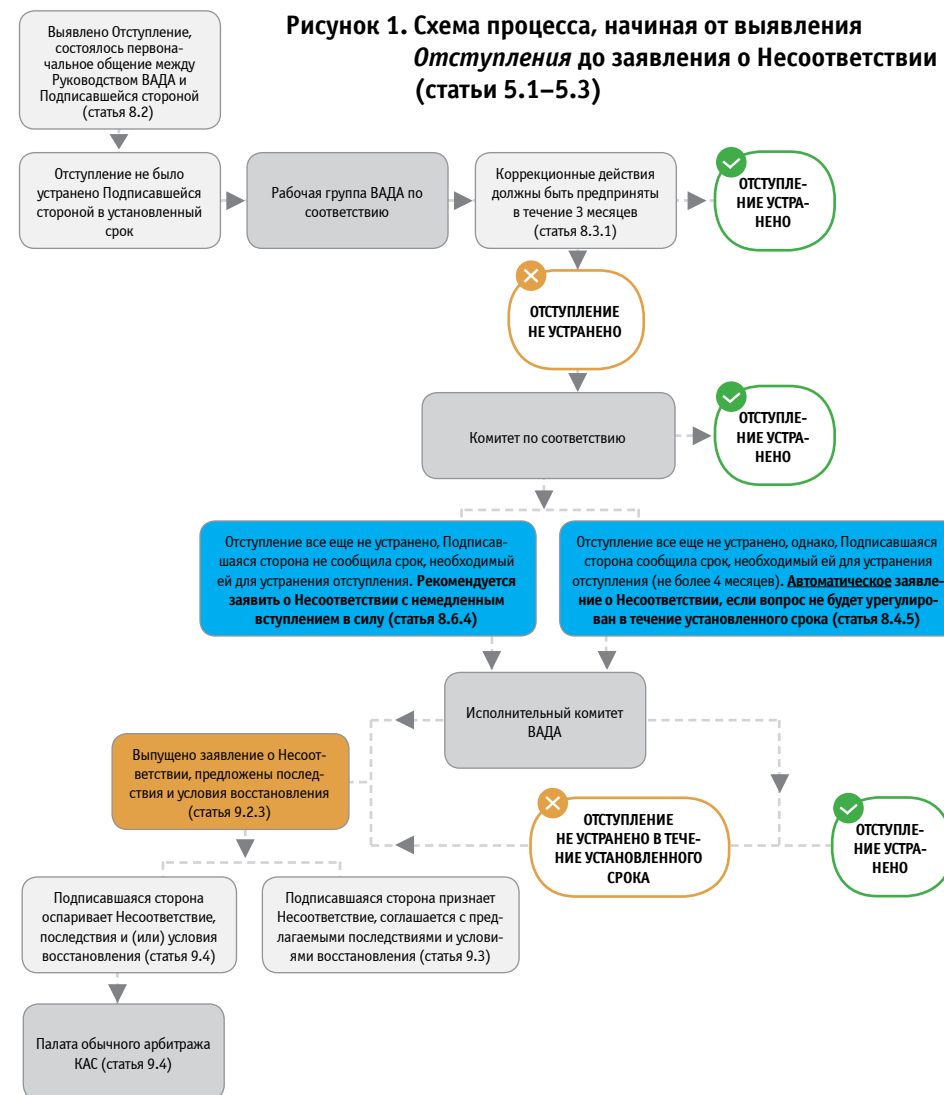 Рисунок 1. Схема процесса, начиная от выявления
Отступления до заявления о Несоответствии
(статьи 5.1–5.3)
Выявлено Отступление,
состоялось первона-
чальное общение между
Руководством ВАДА и
Подписавшейся стороной
(статья 8.2)
Отступление не было
устранено Подписавшейся
стороной в установленный
срок
Рабочая группа ВАДА по
соответствию
Коррекционные действия
должны быть предприняты
в течение 3 месяцев
(статья 8.3.1)
ОТСТУПЛЕ-
НИЕ УСТРА-
НЕНО
ОТСТУПЛЕНИЕ
НЕ УСТРАНЕНО
Комитет по соответствию
ОТСТУПЛЕ-
НИЕ УСТРА-
НЕНО
Отступление все еще не устранено, Подписав-
шаяся сторона не сообщила срок, необходимый
ей для устранения отступления. Рекомендуется
заявить о Несоответствии с немедленным
вступлением в силу (статья 8.6.4)
Отступление все еще не устранено, однако, Подписавшаяся
сторона сообщила срок, необходимый ей для устранения
отступления (не более 4 месяцев). Автоматическое заявле-
ние о Несоответствии, если вопрос не будет урегулиро-
ван в течение установленного срока (статья 8.4.5)
Исполнительный комитет
ВАДА
Выпущено заявление о Несоот-
ветствии, предложены послед-
ствия и условия восстановления
(статья 9.2.3)
ОТСТУПЛЕНИЕ
НЕ УСТРАНЕНО В ТЕЧЕ-
НИЕ УСТАНОВЛЕННОГО
СРОКА
ОТСТУПЛЕ-
НИЕ УСТРА-
НЕНО
Подписавшаяся сторона
оспаривает Несоответствие,
последствия и (или) условия
восстановления (статья 9.4)
Подписавшаяся сторона признает
Несоответствие, соглашается с пред-
лагаемыми последствиями и услови-
ями восстановления (статья 9.3)
Палата обычного арбитража
КАС (статья 9.4)